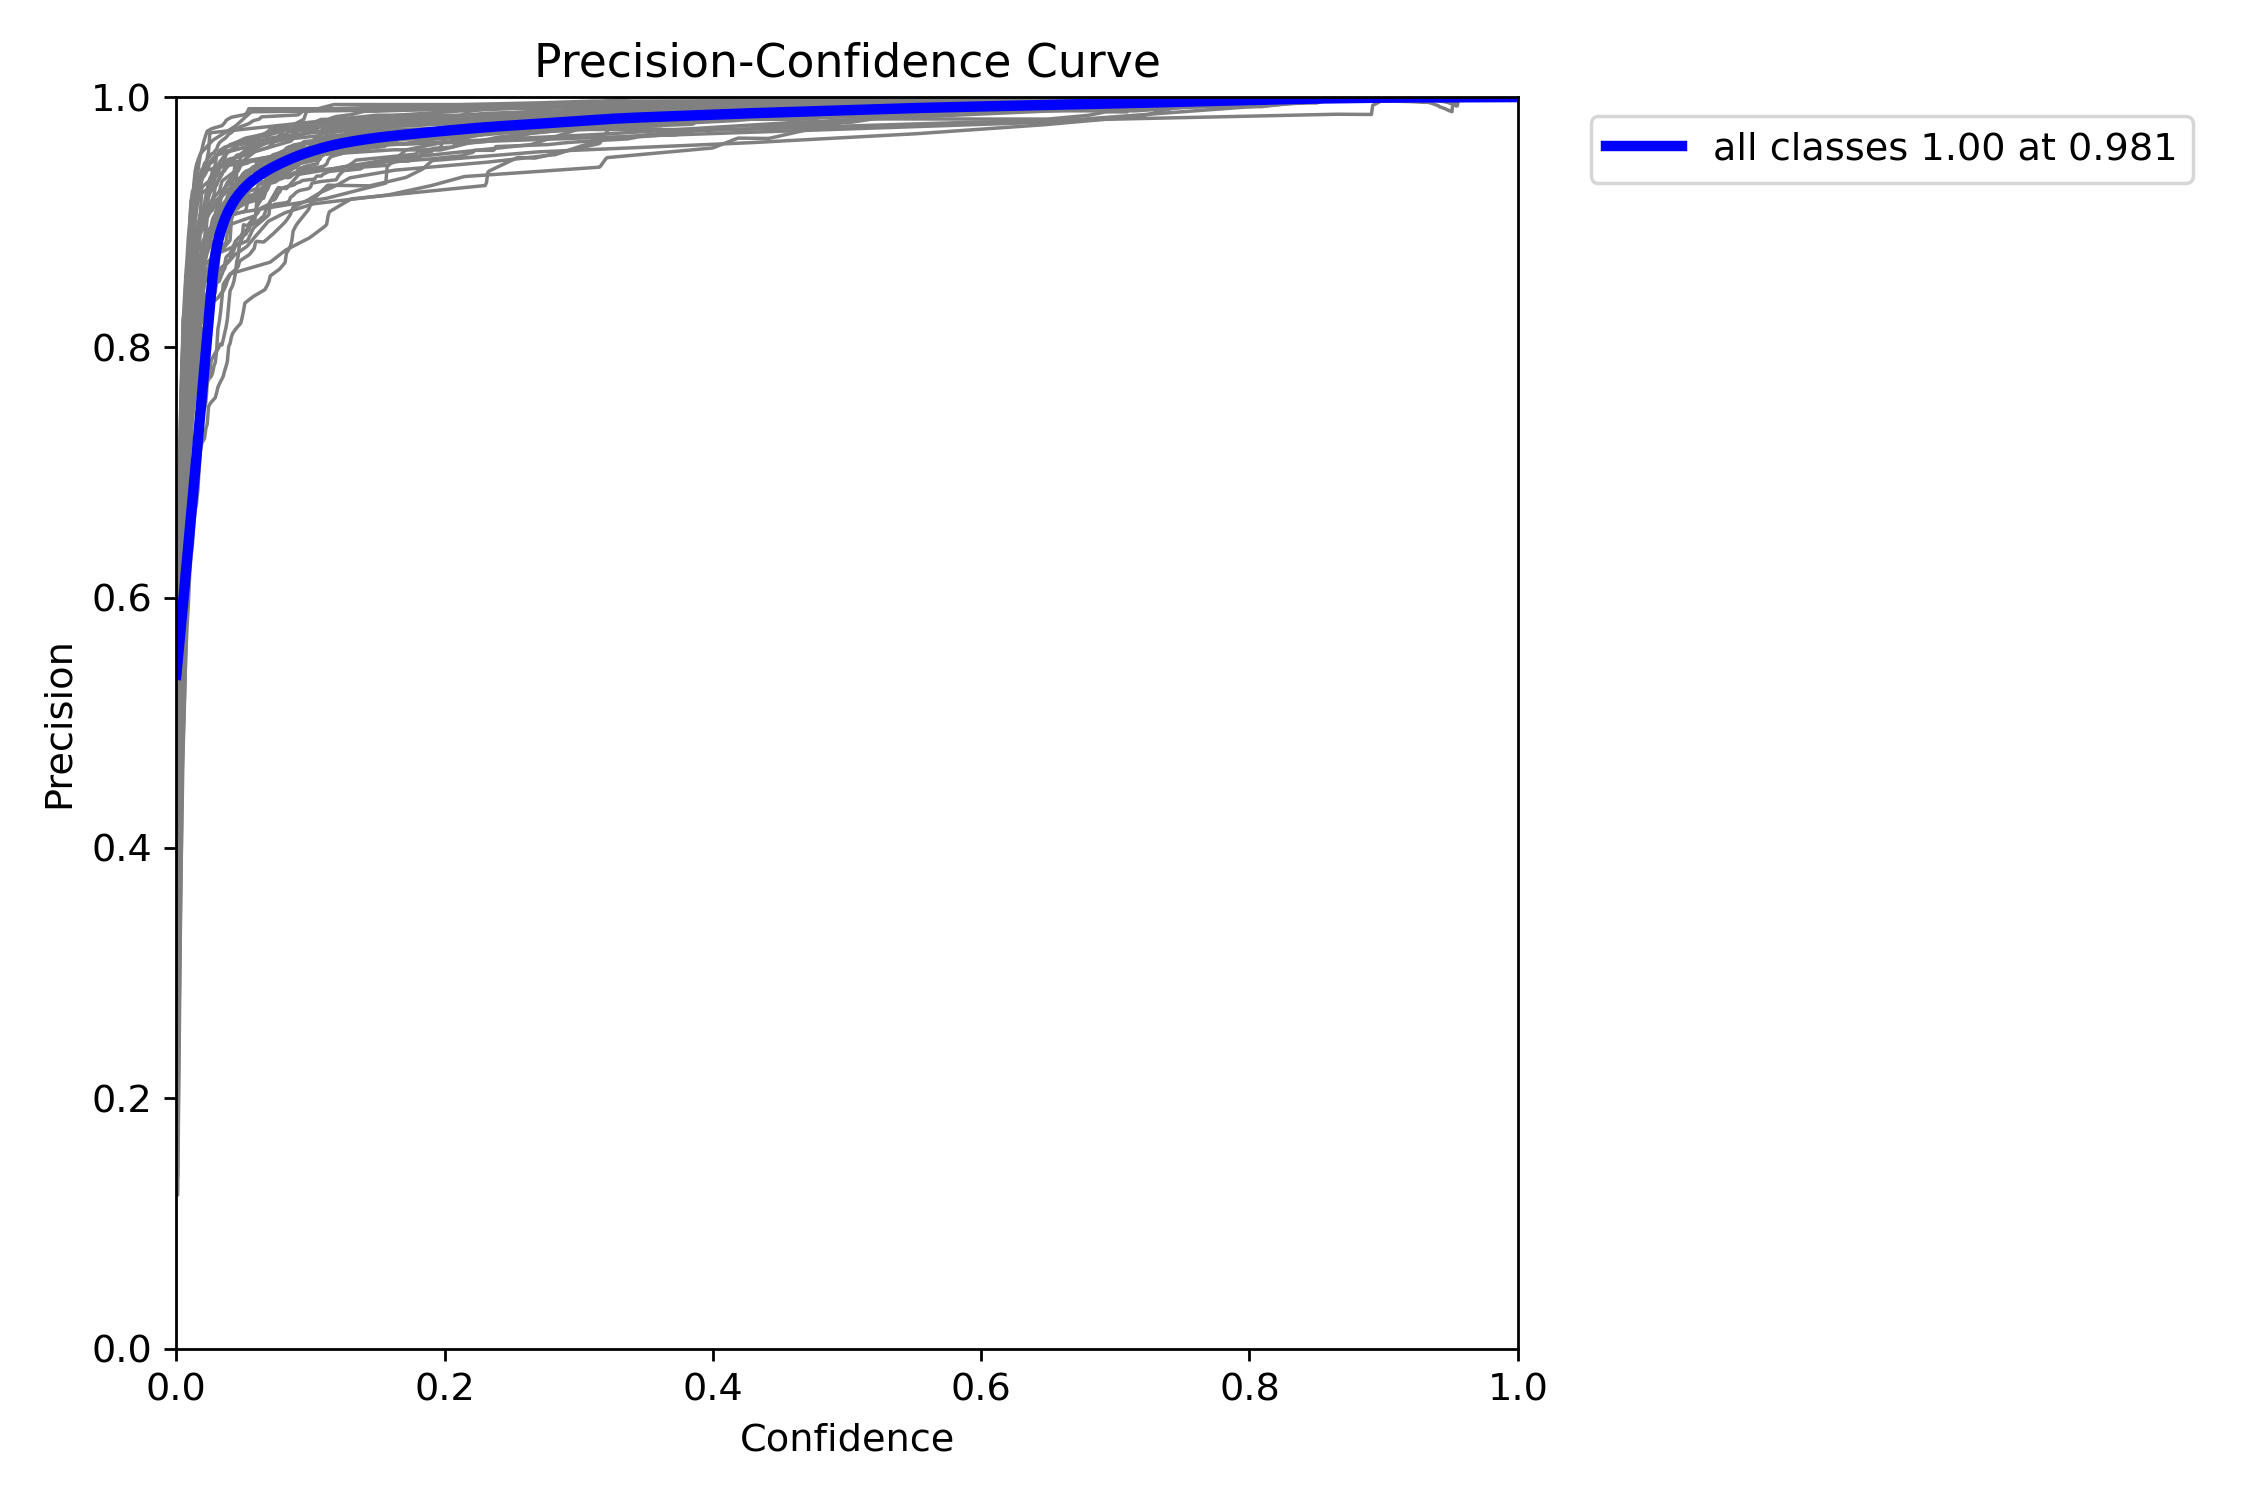 Precision-Confidence Curve
all classes 1.00 at 0.981
Precision
1.0
0.8
0.6
0.4
0.2
0.0
0.0 0.2 0.4 0.6 0.8 1.0
Confidence